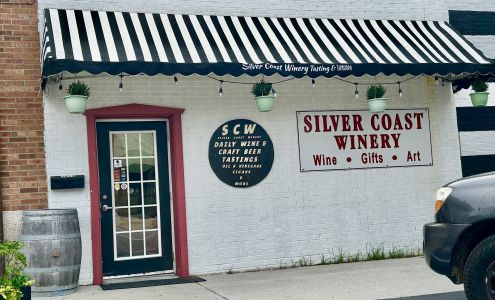 Silver Coast Winery Tasting &
SCW
SILVER COAST WINERY
DAILY WINE &
CRAFT BEER
TASTINGS
OIL & VINEGARS
CIGARS
&
MORE
SILVER COAST
WINERY
Wine • Gifts • Art